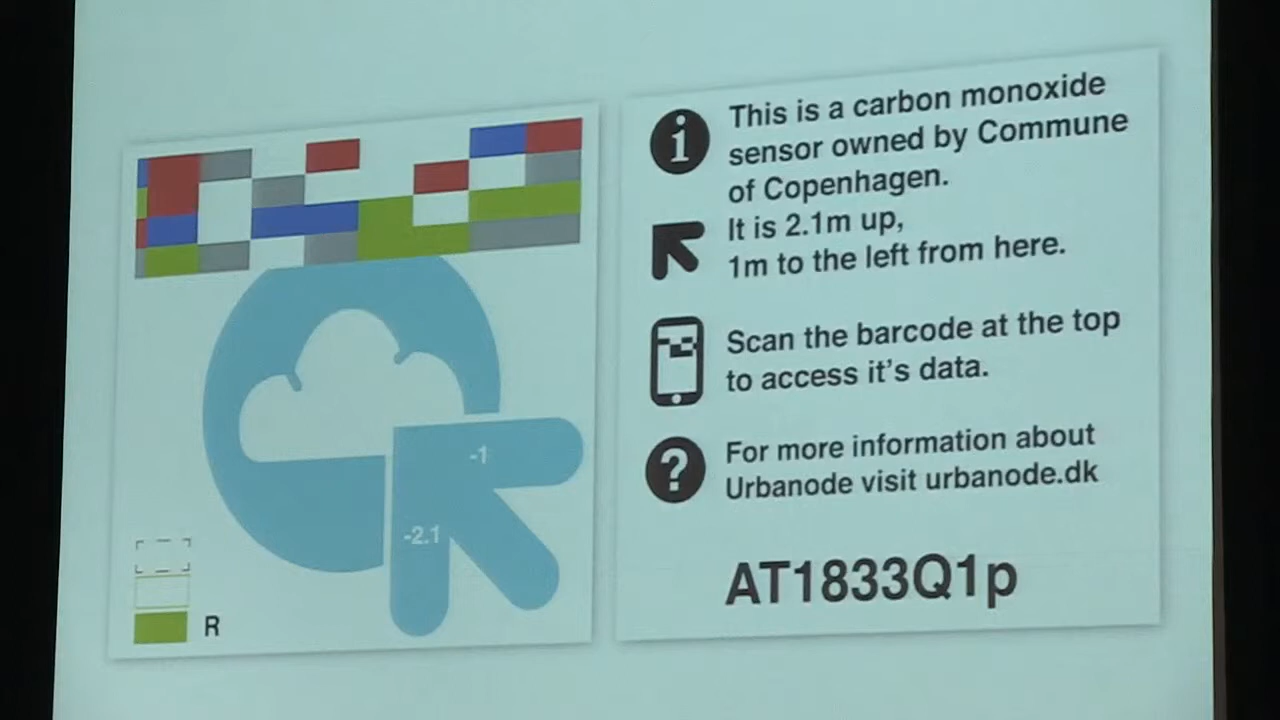 This is a carbon monoxide
sensor owned by Commune
of Copenhagen.
It is 2.1m up,
1m to the left from here.
Scan the barcode at the top
to access it's data.
For more information about
Urbanode visit urbanode.dk
AT1833Q1p
-1
-2.1
R